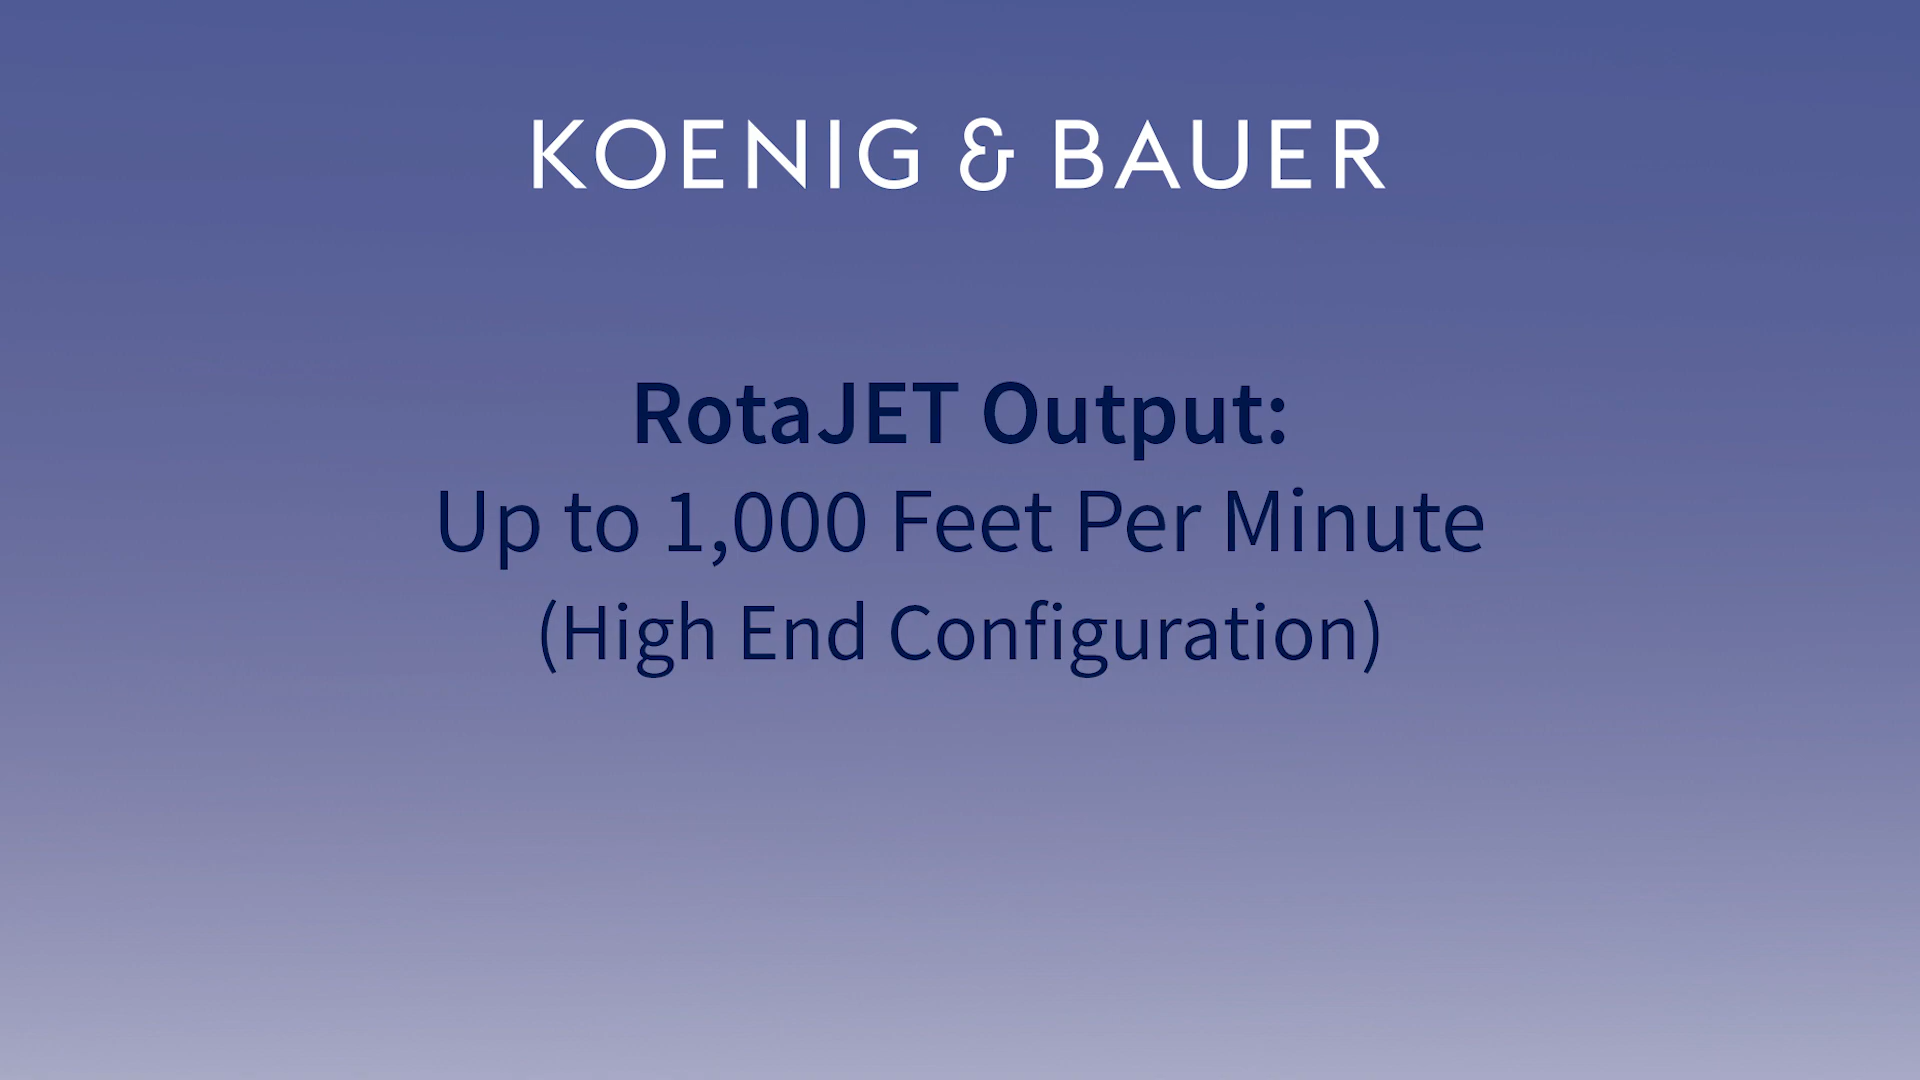 KOENIG & BAUER
RotaJET Output:
Up to 1,000 Feet Per Minute
(High End Configuration)